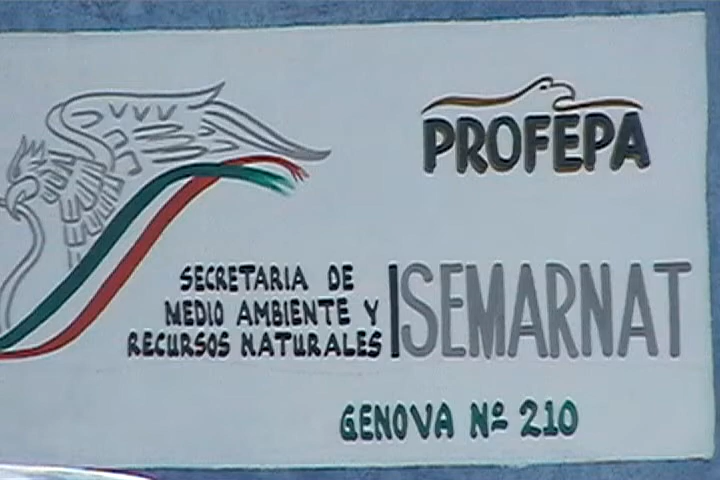 PROFEPA
SECRETARIA DE
MEDIO AMBIENTE Y
RECURSOS NATURALES
SEMARNAT
GENOVA Nº 210